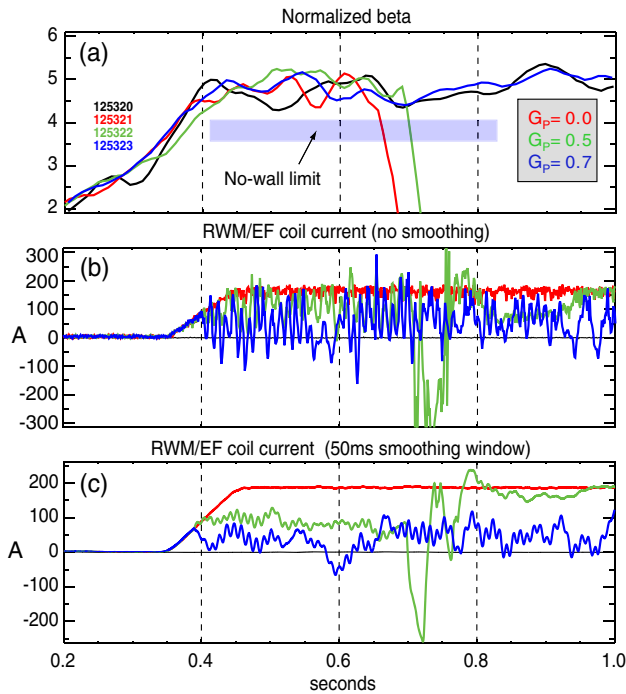 Normalized beta
(a)
6
5
4
3
2
125320
125321
125322
125323
No-wall limit
G_P= 0.0
G_P= 0.5
G_P= 0.7
RWM/EF coil current (no smoothing)
(b)
300
200
100
0
-100
-200
-300
A
RWM/EF coil current (50ms smoothing window)
(c)
200
100
0
-100
-200
A
0.2 0.4 0.6 0.8 1.0
seconds